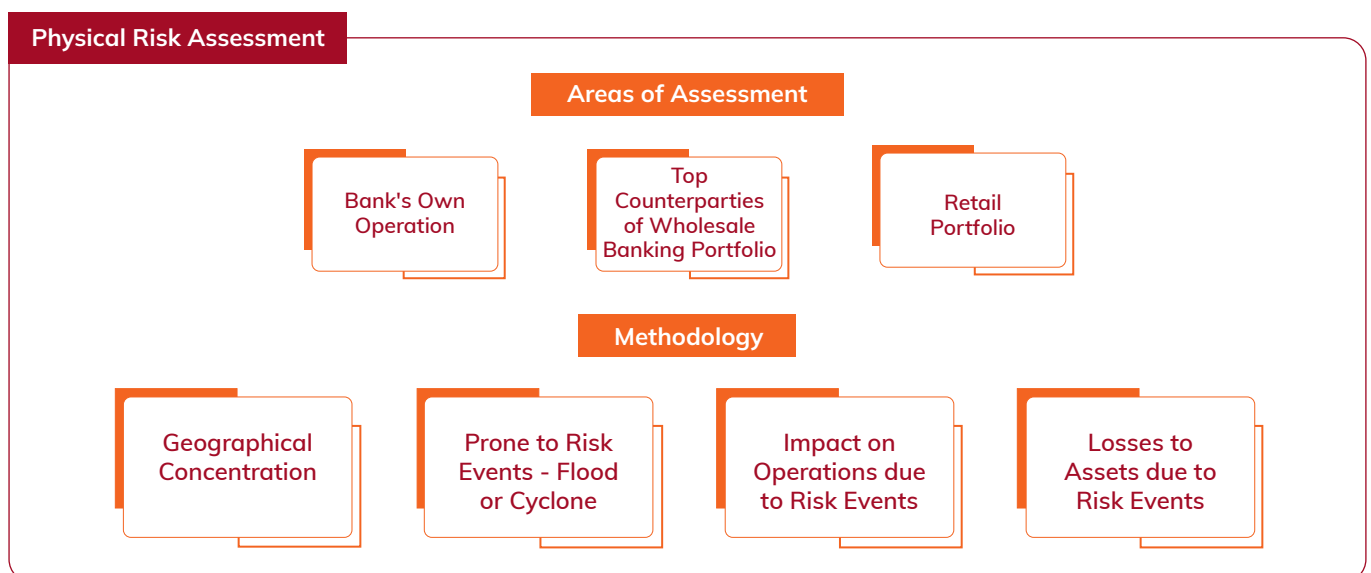 Physical Risk Assessment
Areas of Assessment
Bank's Own
Operation
Top
Counterparties
of Wholesale
Banking Portfolio
Retail
Portfolio
Methodology
Geographical
Concentration
Prone to Risk
Events - Flood
or Cyclone
Impact on
Operations due
to Risk Events
Losses to
Assets due to
Risk Events